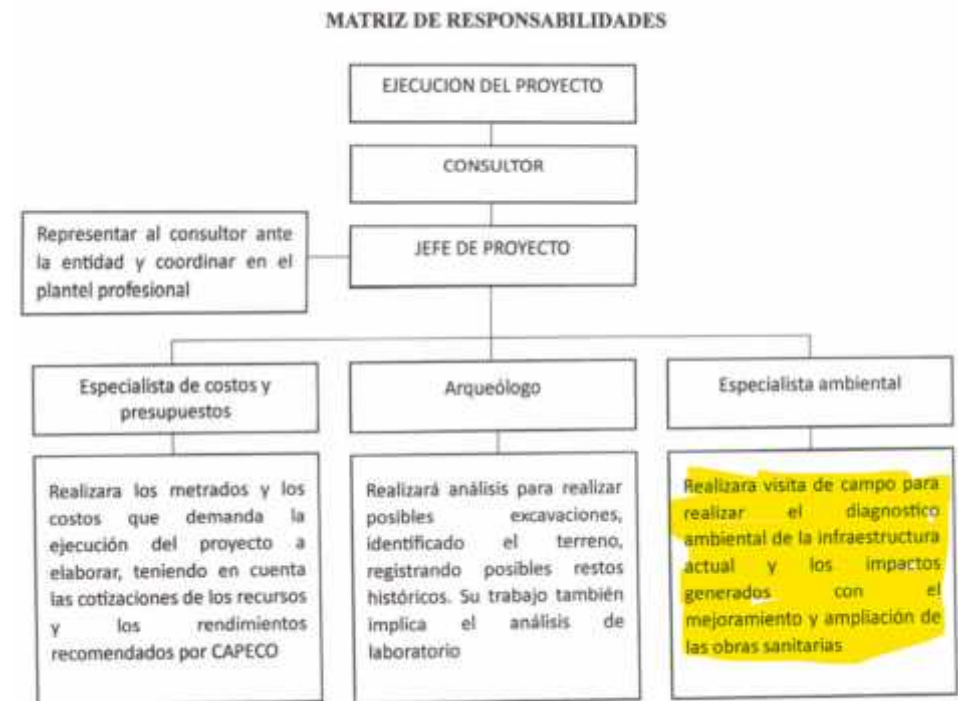 MATRIZ DE RESPONSABILIDADES
EJECUCION DEL PROYECTO
CONSULTOR
Representar al consultor ante
la entidad y coordinar en el
plantel profesional
JEFE DE PROYECTO
Especialista de costos y
presupuestos
Realizara los metrados y los
costos que demanda la
ejecución del proyecto a
elaborar, teniendo en cuenta
las cotizaciones de los recursos
y los rendimientos
recomendados por CAPECO
Arqueólogo
Realizará análisis para realizar
posibles excavaciones,
identificado el terreno,
registrando posibles restos
históricos. Su trabajo también
implica el análisis de
laboratorio
Especialista ambiental
Realizara visita de campo para
realizar el diagnostico
ambiental de la infraestructura
actual y los impactos
generados con el
mejoramiento y ampliación de
las obras sanitarias